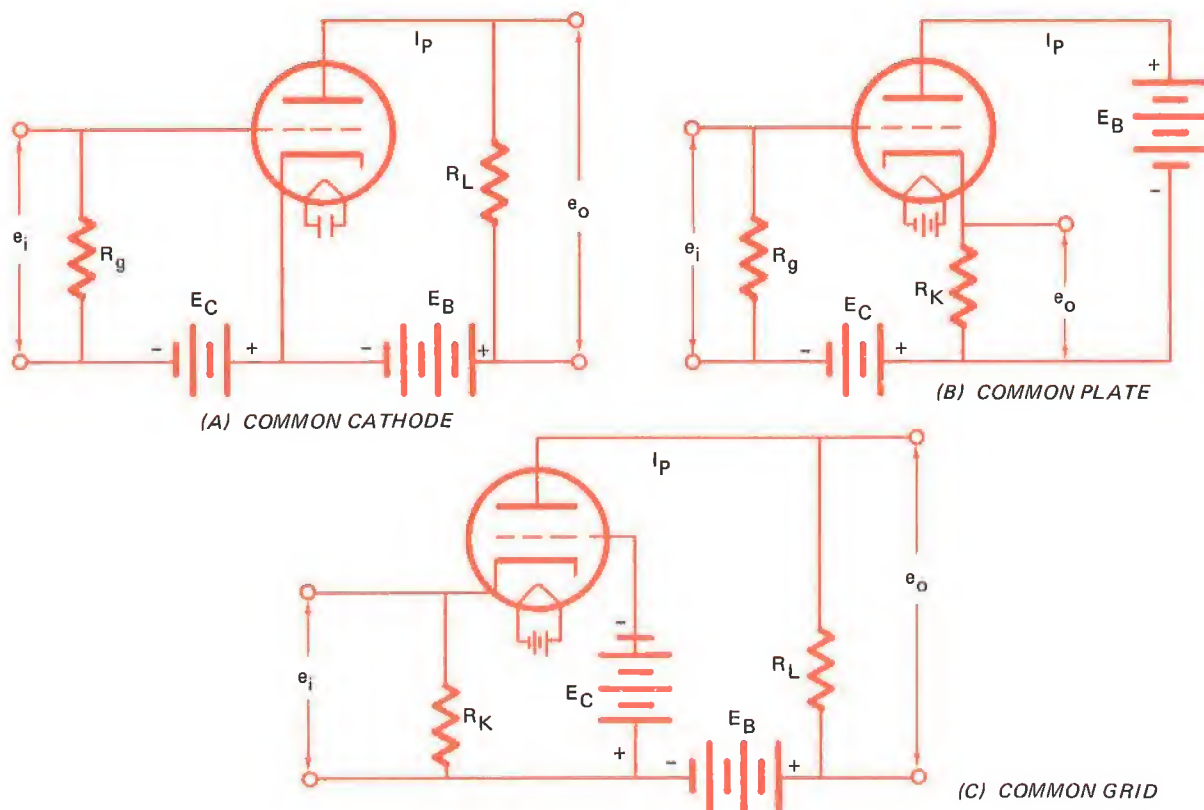 I_P
R_L
e_o
e_i
R_g
E_C
E_B
- + - +
(A) COMMON CATHODE
I_P
+
E_B
-
e_i
R_g
R_K
e_o
E_C
- +
(B) COMMON PLATE
I_P
e_o
-
R_L
e_i
E_C
R_K
E_B
+ - +
(C) COMMON GRID